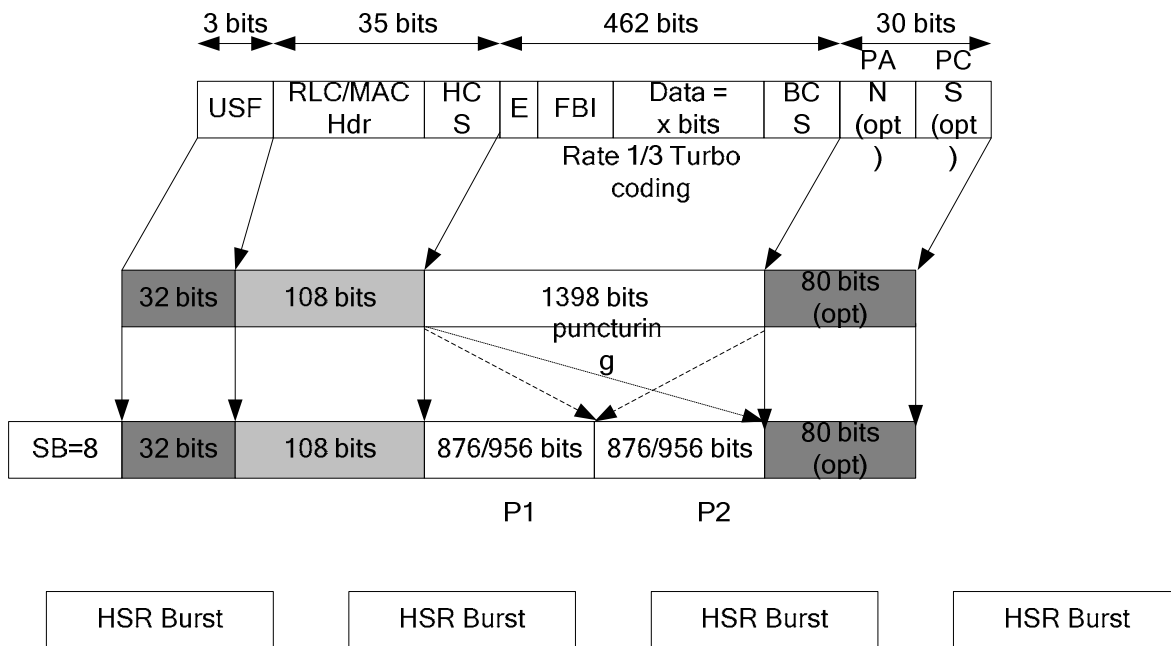 3 bits 35 bits 462 bits 30 bits
USF
RLC/MAC
Hdr
HC
S
E
FBI
Data =
x bits
BC
S
PA
N
(opt
)
PC
S
(opt
)
Rate 1/3 Turbo
coding
32 bits 108 bits 1398 bits
80 bits
(opt)
puncturin
g
SB=8 32 bits 108 bits 876/956 bits 876/956 bits
80 bits
(opt)
P1 P2
HSR Burst HSR Burst HSR Burst HSR Burst